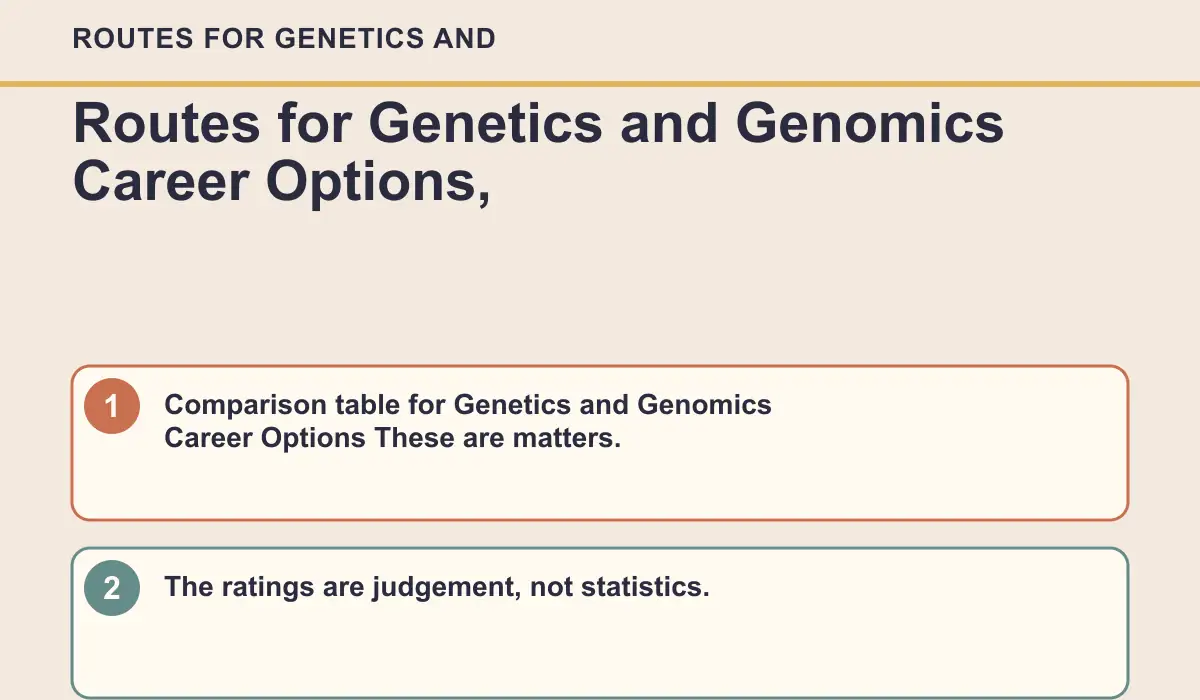 ROUTES FOR GENETICS AND
Routes for Genetics and Genomics
Career Options,
1
Comparison table for Genetics and Genomics
Career Options These are matters.
2
The ratings are judgement, not statistics.